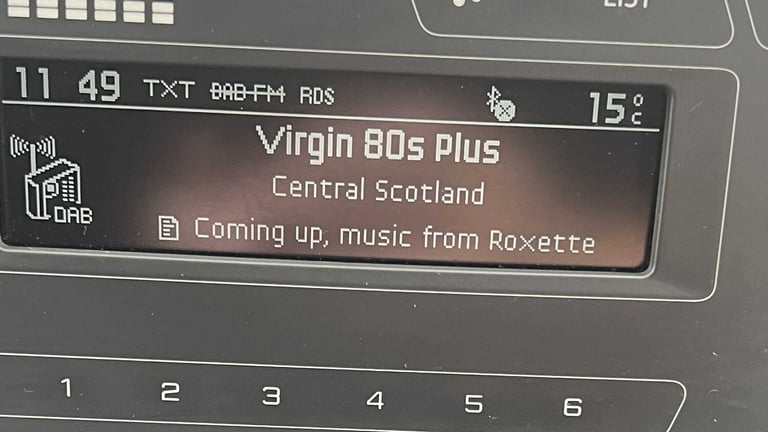 LIST
11 49 TXT DAB-FM RDS 15°C
Virgin 80s Plus
Central Scotland
DAB
Coming up, music from Roxette
1 2 3 4 5 6